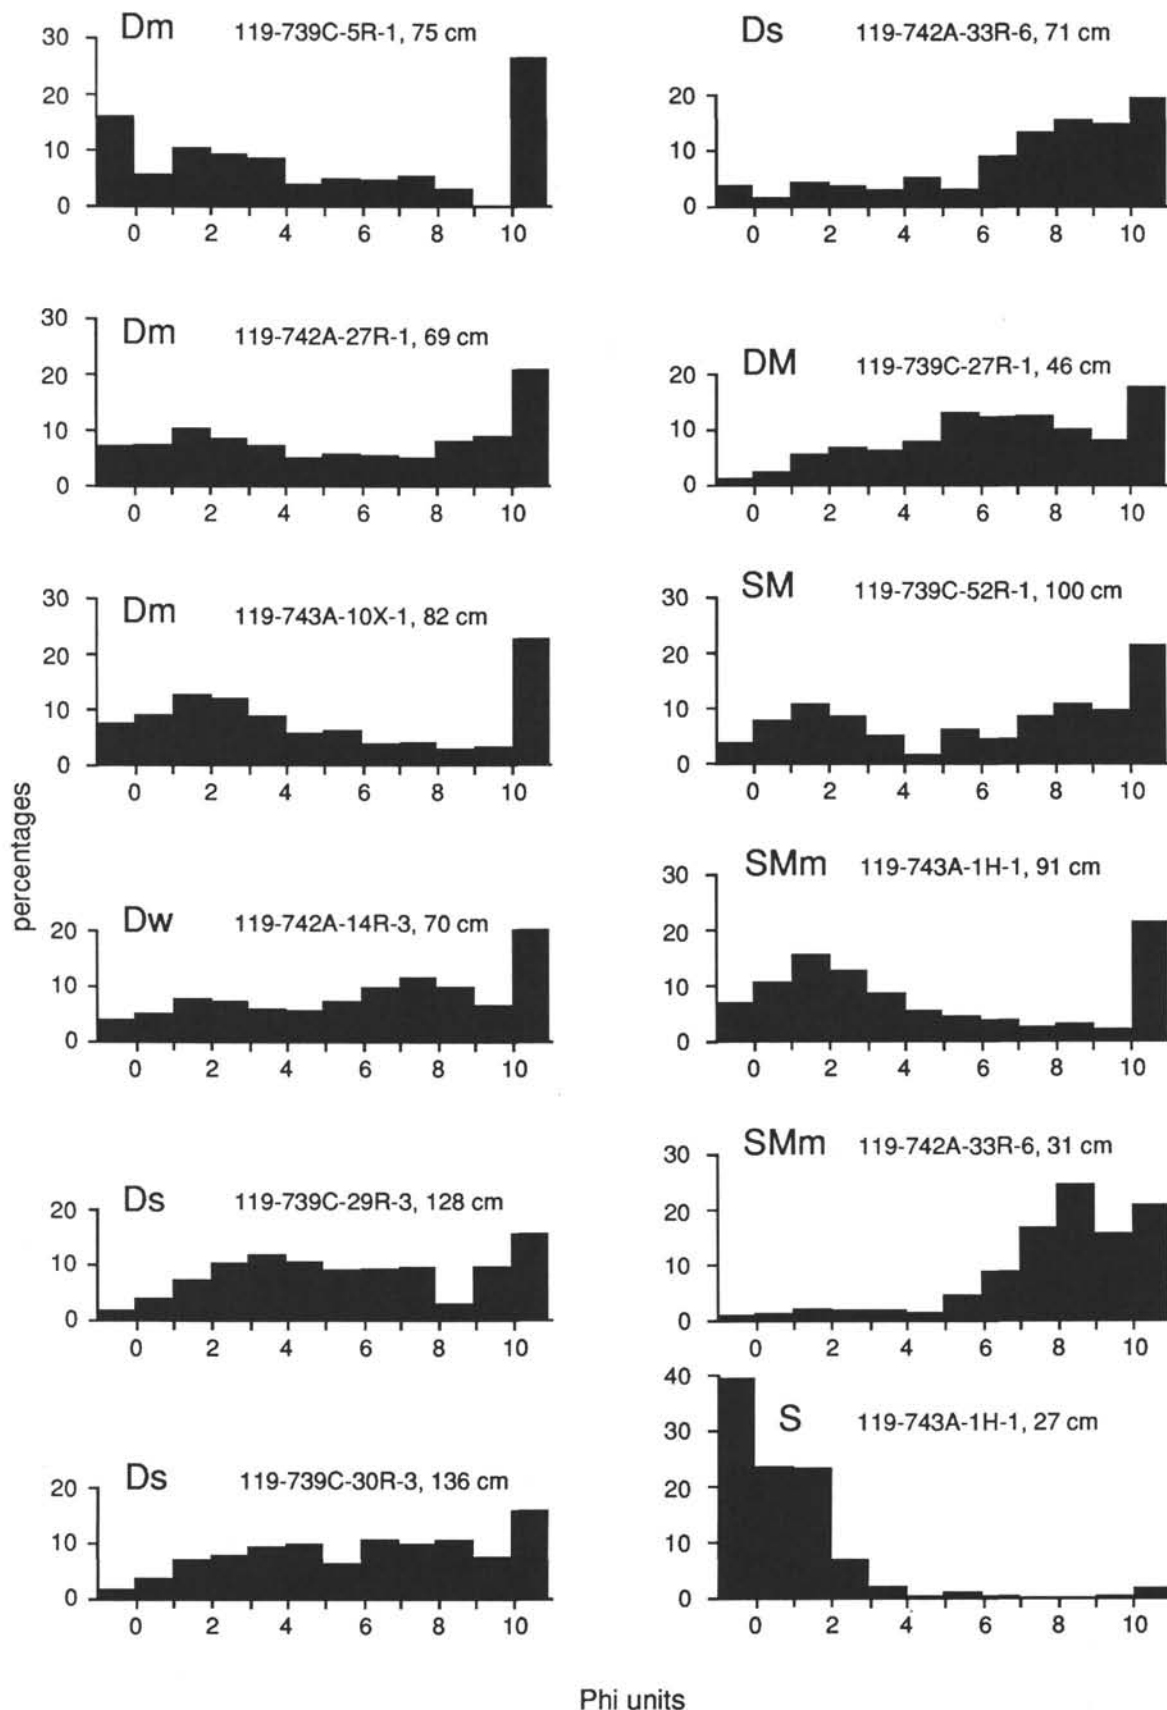 Dm 119-739C-5R-1, 75 cm
30
20
10
0
0 2 4 6 8 10
Dm 119-742A-27R-1, 69 cm
30
20
10
0
0 2 4 6 8 10
Dm 119-743A-10X-1, 82 cm
30
20
10
0
0 2 4 6 8 10
percentages
Dw 119-742A-14R-3, 70 cm
20
10
0
0 2 4 6 8 10
Ds 119-739C-29R-3, 128 cm
20
10
0
0 2 4 6 8 10
Ds 119-739C-30R-3, 136 cm
20
10
0
0 2 4 6 8 10
Ds 119-742A-33R-6, 71 cm
20
10
0
0 2 4 6 8 10
DM 119-739C-27R-1, 46 cm
20
10
0
0 2 4 6 8 10
SM 119-739C-52R-1, 100 cm
30
20
10
0
0 2 4 6 8 10
SMm 119-743A-1H-1, 91 cm
30
20
10
0
0 2 4 6 8 10
SMm 119-742A-33R-6, 31 cm
30
20
10
0
0 2 4 6 8 10
S 119-743A-1H-1, 27 cm
40
30
20
10
0
0 2 4 6 8 10
Phi units